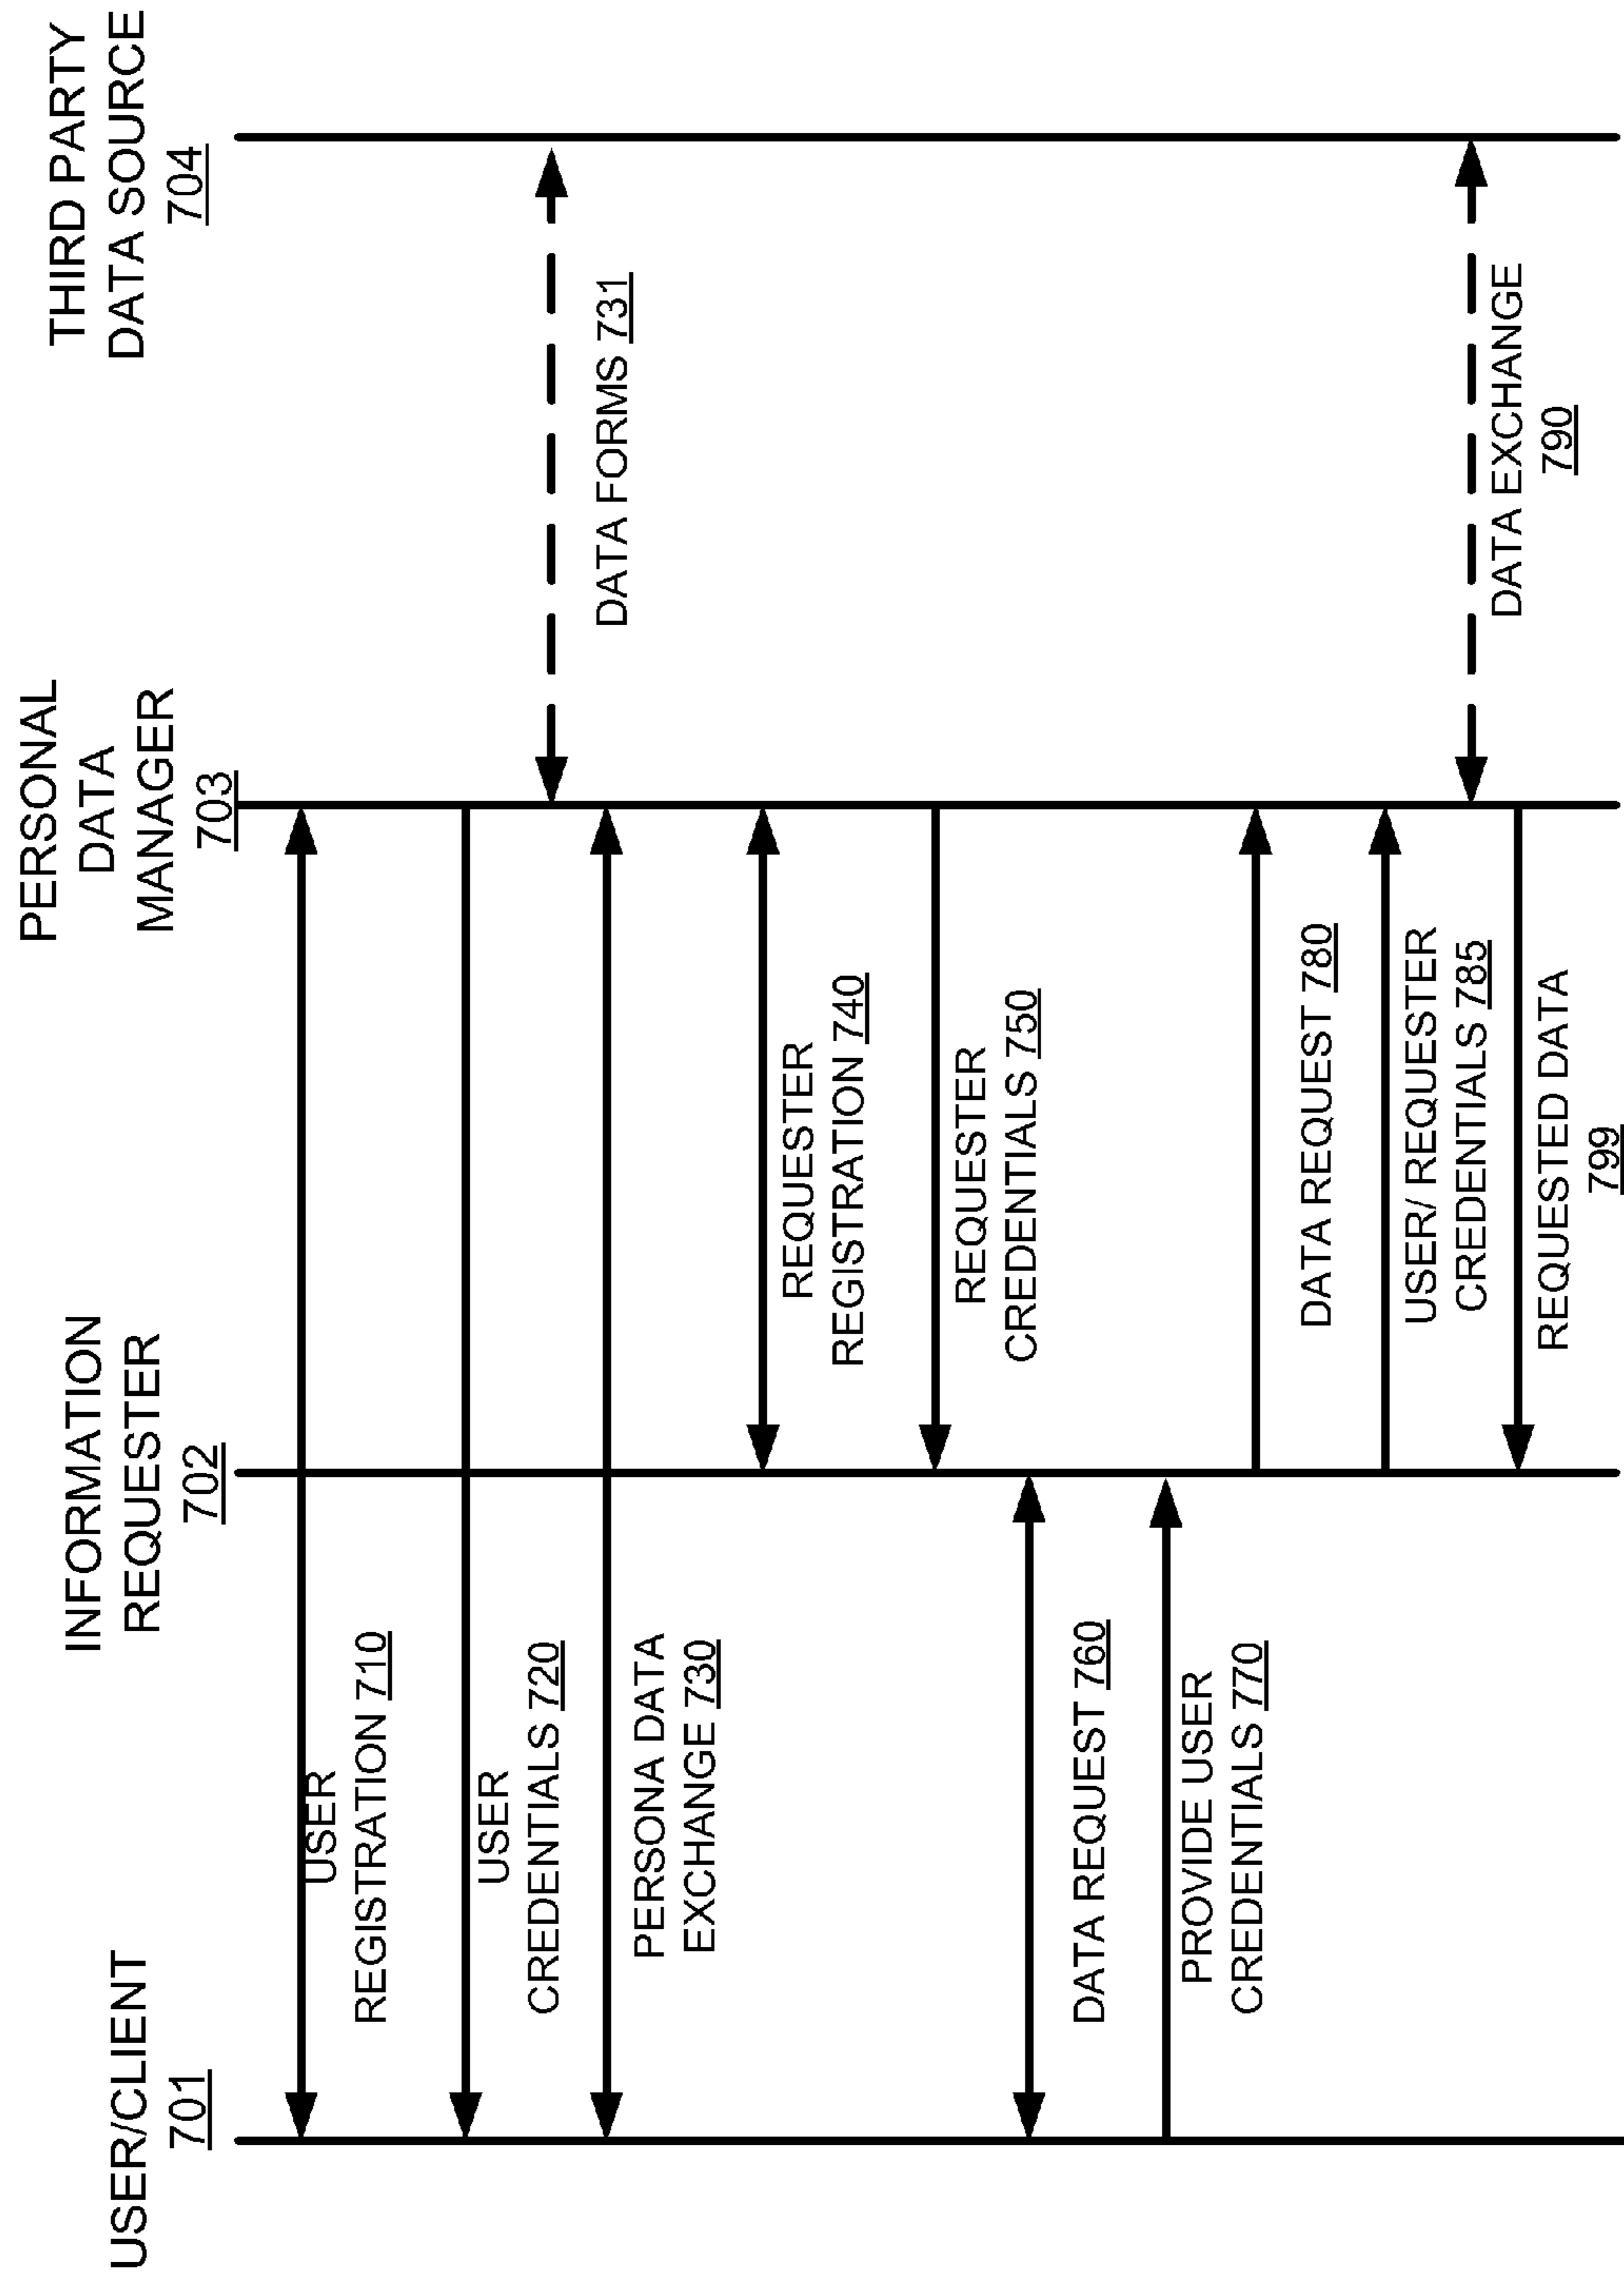 USER/CLIENT
701
INFORMATION
REQUESTER
702
PERSONAL
DATA
MANAGER
703
THIRD PARTY
DATA SOURCE
704
USER
REGISTRATION 710
USER
CREDENTIALS 720
DATA FORMS 731
PERSONA DATA
EXCHANGE 730
REQUESTER
REGISTRATION 740
REQUESTER
CREDENTIALS 750
DATA REQUEST 760
PROVIDE USER
CREDENTIALS 770
DATA REQUEST 780
USER/ REQUESTER
CREDENTIALS 785
DATA EXCHANGE
790
REQUESTED DATA
799